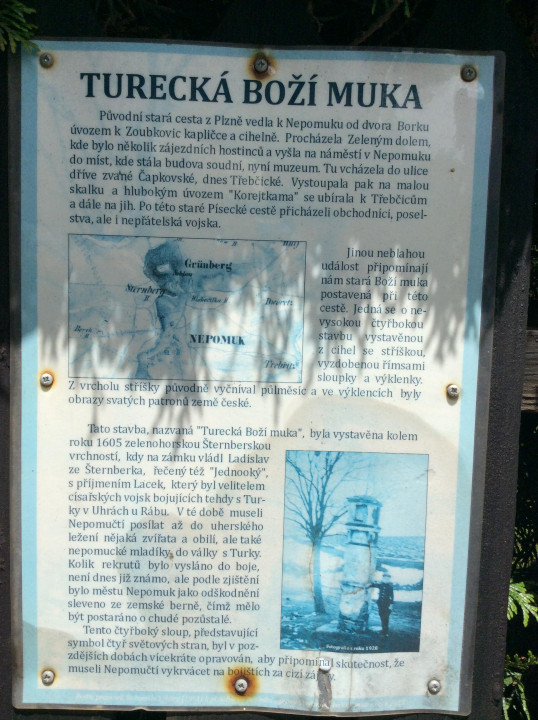 TURECKÁ BOŽÍ MUKA
Původní stará cesta z Plzně vedla k Nepomuku od dvora Borku
úvozem k Zoubkovic kapličce a cihelně. Procházela Zeleným dolem,
kde bylo několik zájezdních hostinců a vyšla na náměstí v Nepomuku
do míst, kde stála budova soudní, nyní muzeum. Tu vcházela do ulice
dříve zvané Čapkovské, dnes Třebčické. Vystoupala pak na malou
skalku a hlubokým úvozem "Korejtkama" se ubírala k Třebčicům
a dále na jih. Po této staré Písecké cestě přicházeli obchodníci, posel-
stva, ale i nepřátelská vojska.
Grünberg
Sternberg
Dworetz
NEPOMUK
Jinou neblahou
událost připomínají
nám stará Boží muka
postavená při této
cestě. Jedná se o ne-
vysokou čtyřbokou
stavbu vystavěnou
z cihel se stříškou,
vyzdobenou římsami
sloupky a výklenky.
Z vrcholu stříšky původně vyčníval půlměsíc a ve výklencích byly
obrazy svatých patronů země české.
Tato stavba, nazvaná "Turecká Boží muka", byla vystavěna kolem
roku 1605 zelenohorskou Šternberskou
vrchností, kdy na zámku vládl Ladislav
ze Šternberka, řečený též "Jednooký",
s příjmením Lacek, který byl velitelem
císařských vojsk bojujících tehdy s Tur-
ky v Uhrách u Rábu. V té době museli
Nepomučtí posílat až do uherského
ležení nějaká zvířata a obilí, ale také
nepomucké mladíky, do války s Turky.
Kolik rekrutů bylo vysláno do boje,
není dnes již známo, ale podle zjištění
bylo městu Nepomuk jako odškodnění
sleveno ze zemské berně, čímž mělo
být postaráno o chudé pozůstalé.
Fotografie z roku 1920
Tento čtyřboký sloup, představující
symbol čtyř světových stran, byl v poz-
zdějších dobách vícekráte opravován, aby připomínal skutečnost, že
museli Nepomučtí vykrvácet na bojištích za cizí